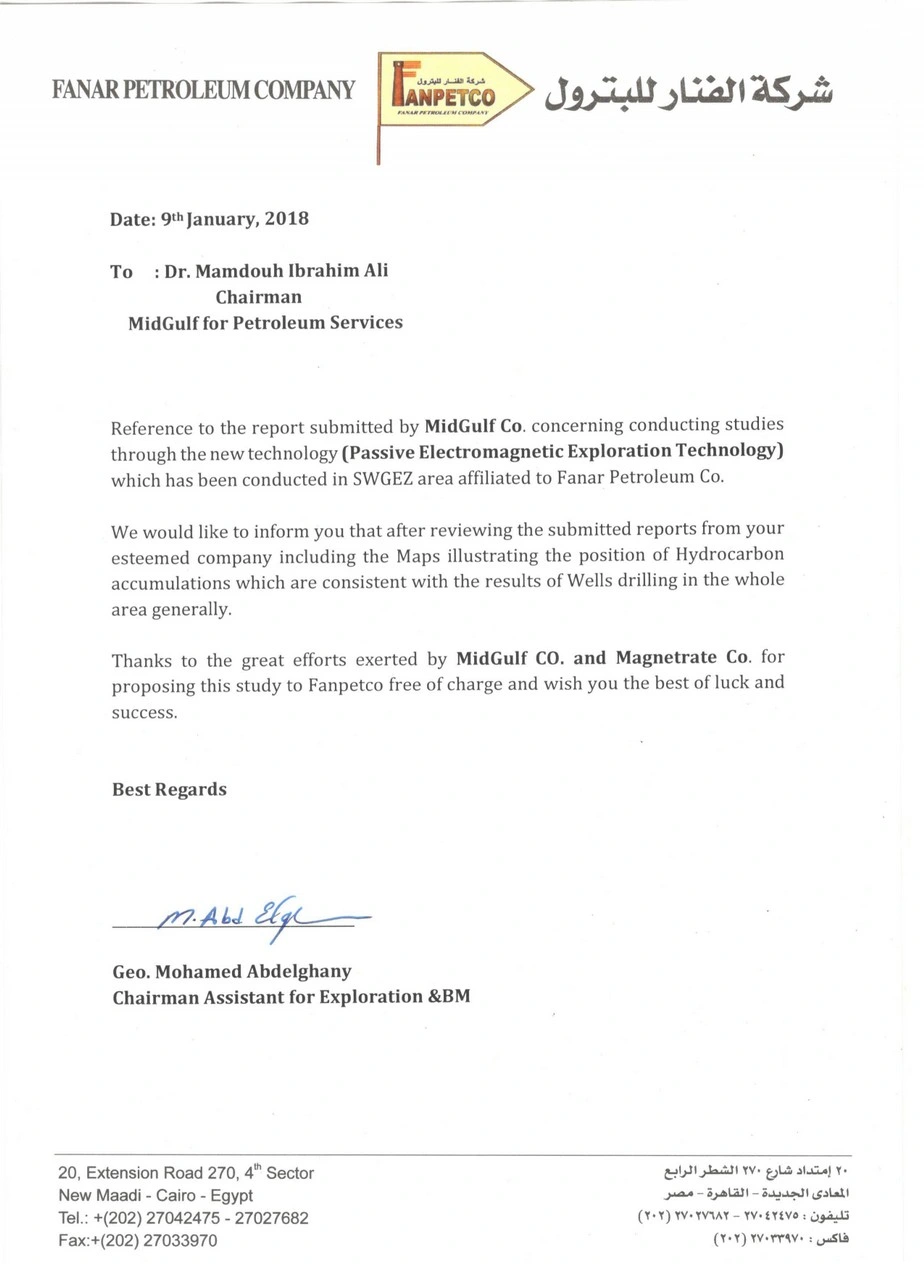 FANAR PETROLEUM COMPANY
شركة الفنار للبترول
FANPETCO
FANAR PETROLEUM COMPANY
شركة الفنار للبترول
Date: 9th January, 2018
To : Dr. Mamdouh Ibrahim Ali
Chairman
MidGulf for Petroleum Services
Reference to the report submitted by MidGulf Co. concerning conducting studies
through the new technology (Passive Electromagnetic Exploration Technology)
which has been conducted in SWGEZ area affiliated to Fanar Petroleum Co.
We would like to inform you that after reviewing the submitted reports from your
esteemed company including the Maps illustrating the position of Hydrocarbon
accumulations which are consistent with the results of Wells drilling in the whole
area generally.
Thanks to the great efforts exerted by MidGulf CO. and Magnetrate Co. for
proposing this study to Fanpetco free of charge and wish you the best of luck and
success.
Best Regards
M. Abd
Geo. Mohamed Abdelghany
Chairman Assistant for Exploration &BM
20, Extension Road 270, 4th Sector
New Maadi - Cairo - Egypt
Tel.: +(202) 27042475 - 27027682
Fax:+(202) 27033970
٢٠ إمتداد شارع ٢٧٠ الشطر الرابع
المعادى الجديدة - القاهرة - مصر
تليفون : ٢٧٠٤٢٤٧٥ - ٢٧٠٢٧٦٨٢ (٢٠٢)
فاكس : ٢٧٠٣٣٩٧٠ (٢٠٢)